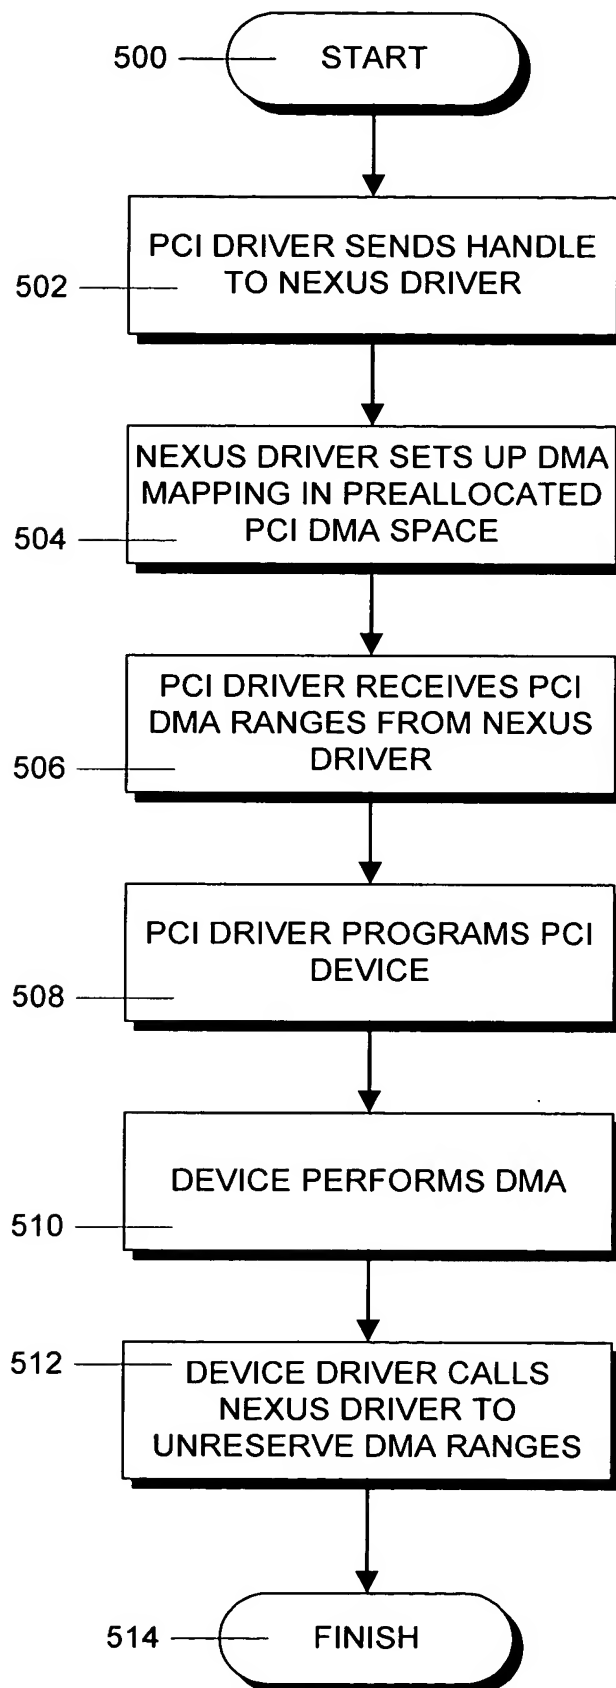 500
START
502
PCI DRIVER SENDS HANDLE
TO NEXUS DRIVER
504
NEXUS DRIVER SETS UP DMA
MAPPING IN PREALLOCATED
PCI DMA SPACE
506
PCI DRIVER RECEIVES PCI
DMA RANGES FROM NEXUS
DRIVER
508
PCI DRIVER PROGRAMS PCI
DEVICE
510
DEVICE PERFORMS DMA
512
DEVICE DRIVER CALLS
NEXUS DRIVER TO
UNRESERVE DMA RANGES
514
FINISH